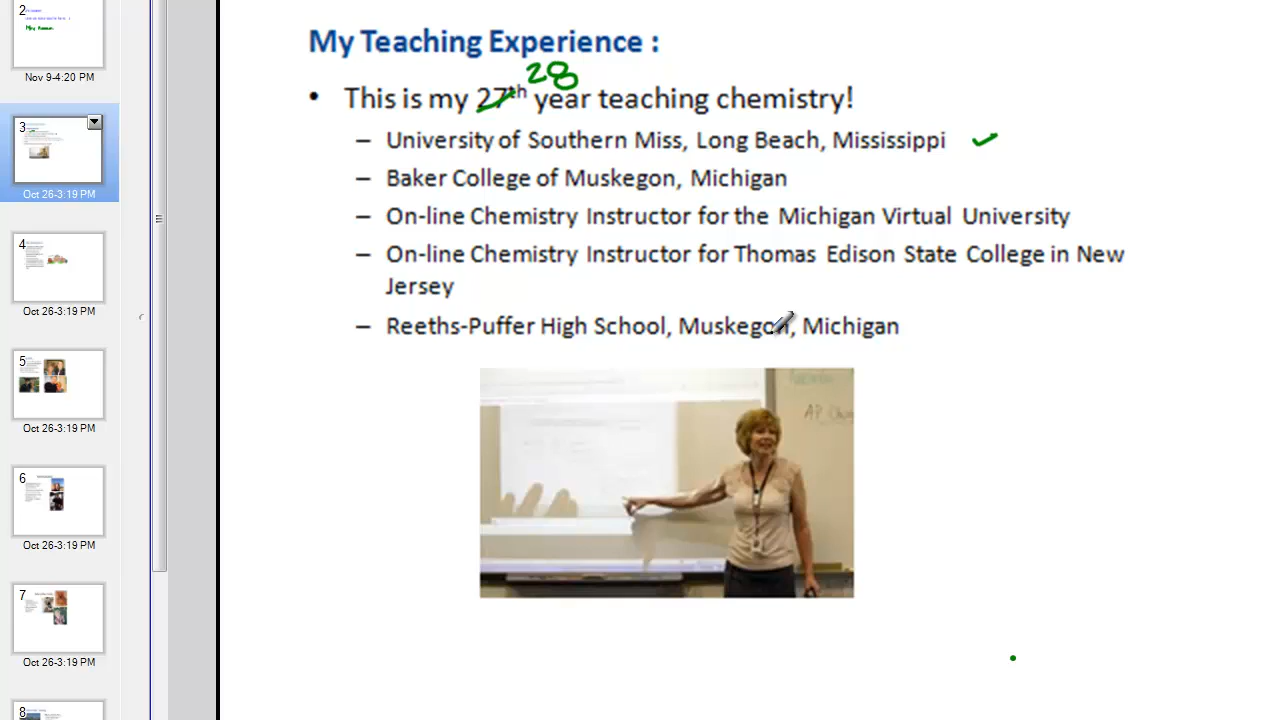 2
Nov 9-4:20 PM
3
Oct 26-3:19 PM
4
Oct 26-3:19 PM
5
Oct 26-3:19 PM
6
Oct 26-3:19 PM
7
Oct 26-3:19 PM
8
My Teaching Experience :
28
• This is my 27th year teaching chemistry!
– University of Southern Miss, Long Beach, Mississippi
– Baker College of Muskegon, Michigan
– On-line Chemistry Instructor for the Michigan Virtual University
– On-line Chemistry Instructor for Thomas Edison State College in New
Jersey
– Reeths-Puffer High School, Muskegon, Michigan
AP